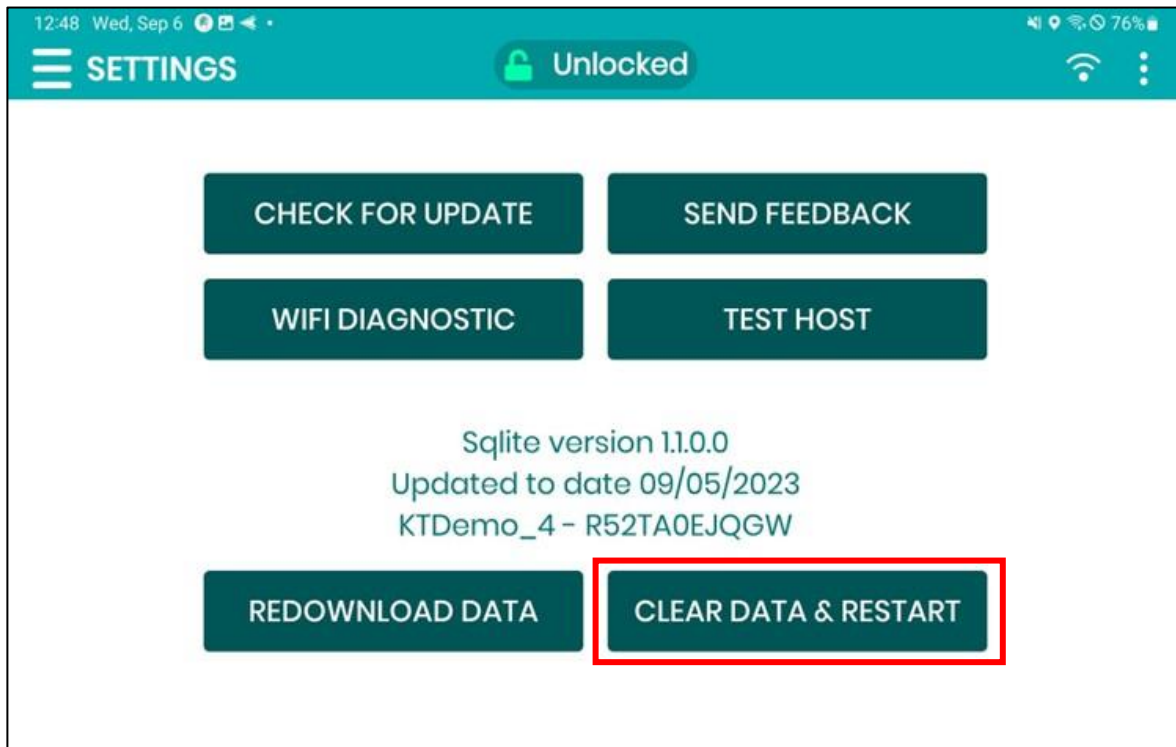 12:48 Wed, Sep 6 76%
SETTINGS Unlocked
CHECK FOR UPDATE SEND FEEDBACK
WIFI DIAGNOSTIC TEST HOST
Sqlite version 1.1.0.0
Updated to date 09/05/2023
KTDemo_4 - R52TA0EJQGW
REDOWNLOAD DATA CLEAR DATA & RESTART